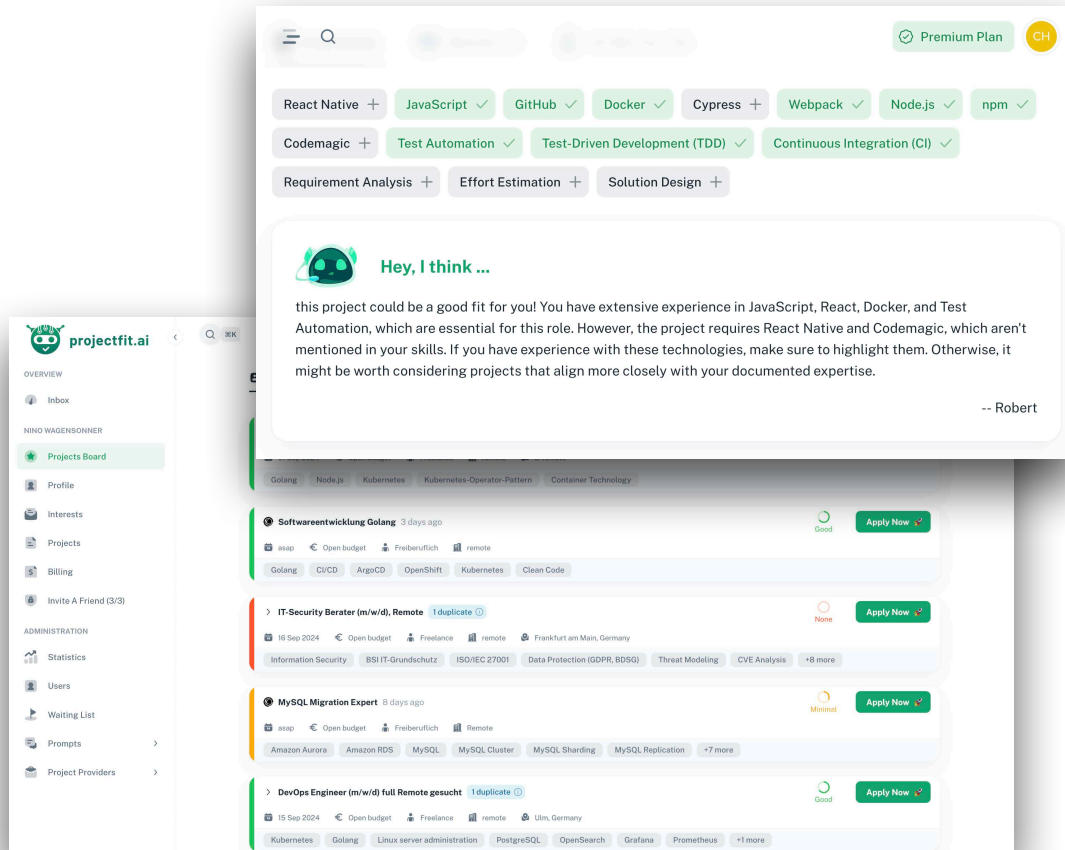 Premium Plan CH
React Native JavaScript GitHub Docker Cypress Webpack Node.js npm
Codemagic Test Automation Test-Driven Development (TDD) Continuous Integration (CI)
Requirement Analysis Effort Estimation Solution Design
Hey, I think ...
this project could be a good fit for you! You have extensive experience in JavaScript, React, Docker, and Test
Automation, which are essential for this role. However, the project requires React Native and Codemagic, which aren't
mentioned in your skills. If you have experience with these technologies, make sure to highlight them. Otherwise, it
might be worth considering projects that align more closely with your documented expertise.
-- Robert
projectfit.ai
⌘K
OVERVIEW
Inbox
NINO WAGENSONNER
Projects Board
Profile
Interests
Projects
Billing
Invite A Friend (3/3)
ADMINISTRATION
Statistics
Users
Waiting List
Prompts
Project Providers
Golang Node.js Kubernetes Kubernetes-Operator-Pattern Container Technology
Softwareentwicklung Golang 3 days ago
Good Apply Now
asap Open budget Freiberuflich remote
Golang CI/CD ArgoCD OpenShift Kubernetes Clean Code
IT-Security Berater (m/w/d), Remote 1 duplicate
None Apply Now
16 Sep 2024 Open budget Freelance remote Frankfurt am Main, Germany
Information Security BSI IT-Grundschutz ISO/IEC 27001 Data Protection (GDPR, BDSG) Threat Modeling CVE Analysis +8 more
MySQL Migration Expert 8 days ago
Minimal Apply Now
asap Open budget Freiberuflich Remote
Amazon Aurora Amazon RDS MySQL MySQL Cluster MySQL Sharding MySQL Replication +7 more
DevOps Engineer (m/w/d) full Remote gesucht 1 duplicate
Good Apply Now
15 Sep 2024 Open budget Freelance remote Ulm, Germany
Kubernetes Golang Linux server administration PostgreSQL OpenSearch Grafana Prometheus +1 more